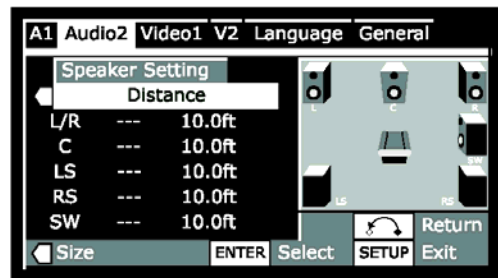 A1 Audio2 Video1 V2 Language General
Speaker Setting
Distance
L/R --- 10.0ft
C --- 10.0ft
LS --- 10.0ft
RS --- 10.0ft
SW --- 10.0ft
L C R
SW
LS RS
Return
Size ENTER Select SETUP Exit